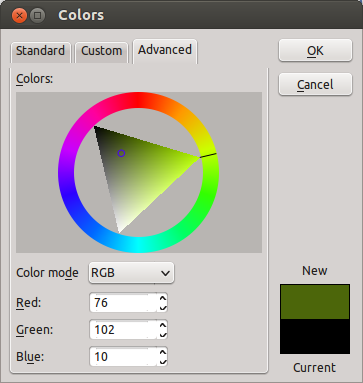 Colors
Standard Custom Advanced
OK
Cancel
Colors:
Color mode RGB
Red: 76
Green: 102
Blue: 10
New
Current